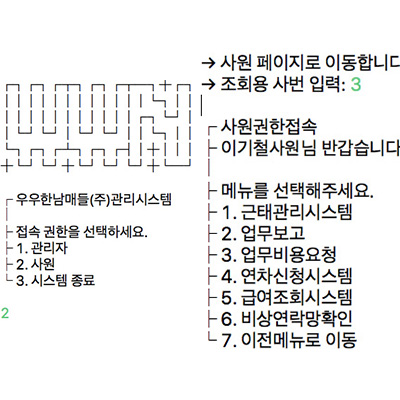 우우한남매들(주)관리시스템
접속 권한을 선택하세요.
1. 관리자
2. 사원
3. 시스템 종료
2
→ 사원 페이지로 이동합니다
→ 조회용 사번 입력: 3
사원권한접속
이기철사원님 반갑습니다
메뉴를 선택해주세요.
1. 근태관리시스템
2. 업무보고
3. 업무비용요청
4. 연차신청시스템
5. 급여조회시스템
6. 비상연락망확인
7. 이전메뉴로 이동